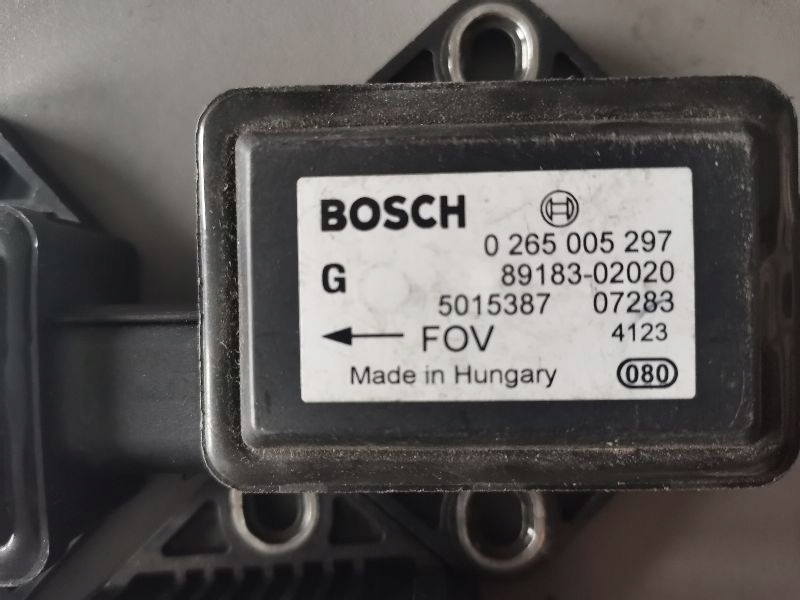 BOSCH
0 265 005 297
G 89183-02020
5015387 07283
FOV 4123
Made in Hungary 080